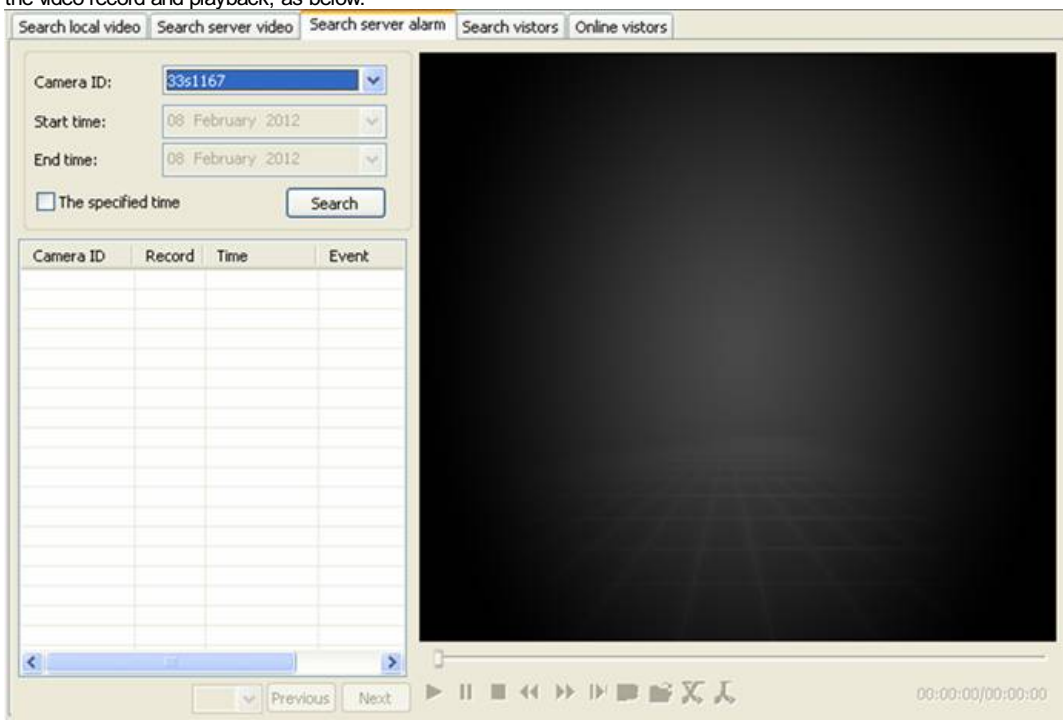 the video record and playback, as below.
Search local video Search server video Search server alarm Search vistors Online vistors
Camera ID: 33s1167
Start time: 08 February 2012
End time: 08 February 2012
The specified time Search
Camera ID Record Time Event
Previous Next
00:00:00/00:00:00